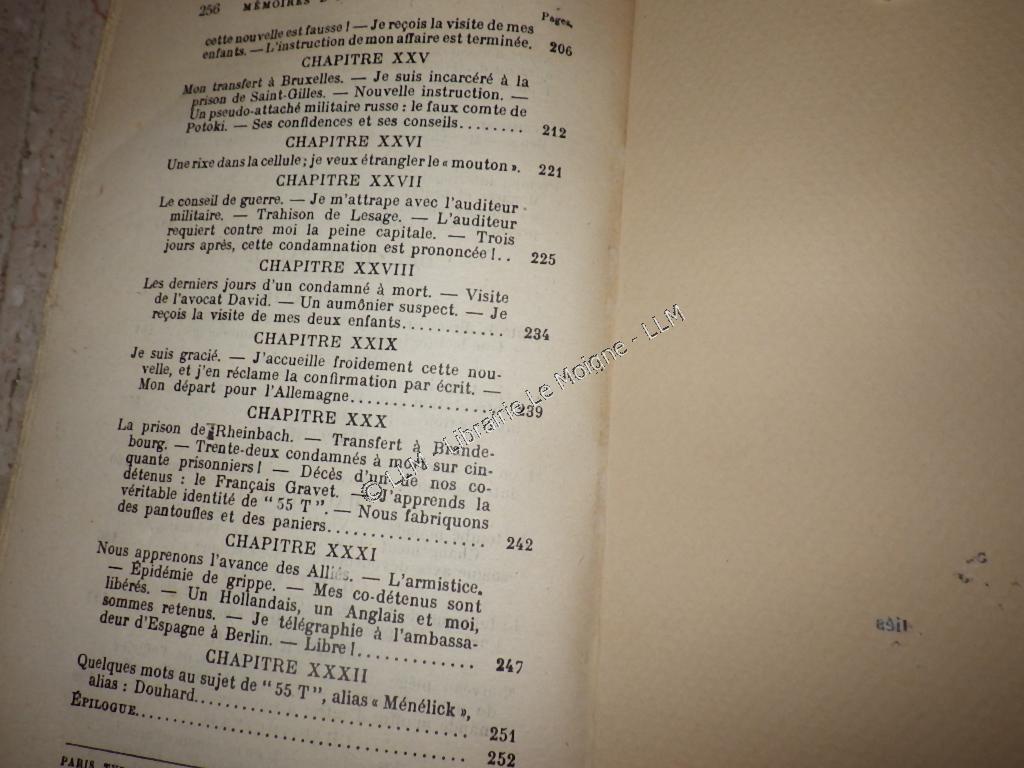 256 MÉMOIRES
Pages.
cette nouvelle est fausse ! — Je reçois la visite de mes
enfants. — L'instruction de mon affaire est terminée. 206
CHAPITRE XXV
Mon transfert à Bruxelles. — Je suis incarcéré à la
prison de Saint-Gilles. — Nouvelle instruction. —
Un pseudo-attaché militaire russe : le faux comte de
Potoki. — Ses confidences et ses conseils........ 212
CHAPITRE XXVI
Une rixe dans la cellule ; je veux étrangler le « mouton ». 221
CHAPITRE XXVII
Le conseil de guerre. — Je m'attrape avec l'auditeur
militaire. — Trahison de Lesage. — L'auditeur
requiert contre moi la peine capitale. — Trois
jours après, cette condamnation est prononcée !.. 225
CHAPITRE XXVIII
Les derniers jours d'un condamné à mort. — Visite
de l'avocat David. — Un aumônier suspect. — Je
reçois la visite de mes deux enfants............ 234
CHAPITRE XXIX
Je suis gracié. — J'accueille froidement cette nou-
velle, et j'en réclame la confirmation par écrit. —
Mon départ pour l'Allemagne.................. 239
CHAPITRE XXX
La prison de Rheinbach. — Transfert à Blande-
bourg. — Trente-deux condamnés à mort sur cin-
quante prisonniers ! — Décès d'un de nos co-
détenus : le Français Gravet. — J'apprends la
véritable identité de " 55 T ". — Nous fabriquons
des pantoufles et des paniers.................. 242
CHAPITRE XXXI
Nous apprenons l'avance des Alliés. — L'armistice.
— Épidémie de grippe. — Mes co-détenus sont
libérés. — Un Hollandais, un Anglais et moi,
sommes retenus. — Je télégraphie à l'ambassa-
deur d'Espagne à Berlin. — Libre !............. 247
CHAPITRE XXXII
Quelques mots au sujet de " 55 T ", alias « Ménélick »,
alias : Douhard.............................. 251
ÉPILOGUE.................................... 252
PARIS
© LLM Librairie Le Moigne - LLM